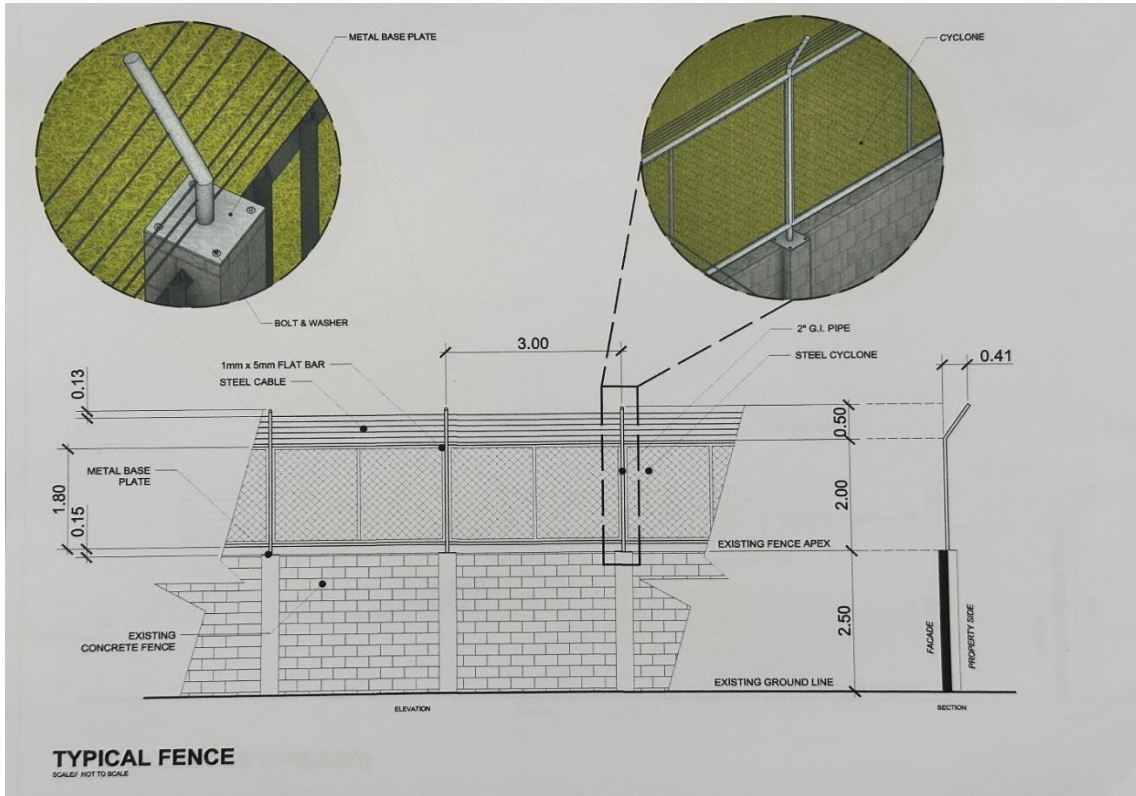 METAL BASE PLATE
CYCLONE
BOLT & WASHER
2" G.I. PIPE
3.00
STEEL CYCLONE
0.41
1mm x 5mm FLAT BAR
STEEL CABLE
0.13
0.50
METAL BASE
PLATE
1.80
0.15
2.00
EXISTING FENCE APEX
EXISTING
CONCRETE FENCE
2.50
FACADE
PROPERTY SIDE
EXISTING GROUND LINE
ELEVATION
SECTION
TYPICAL FENCE
SCALE// NOT TO SCALE